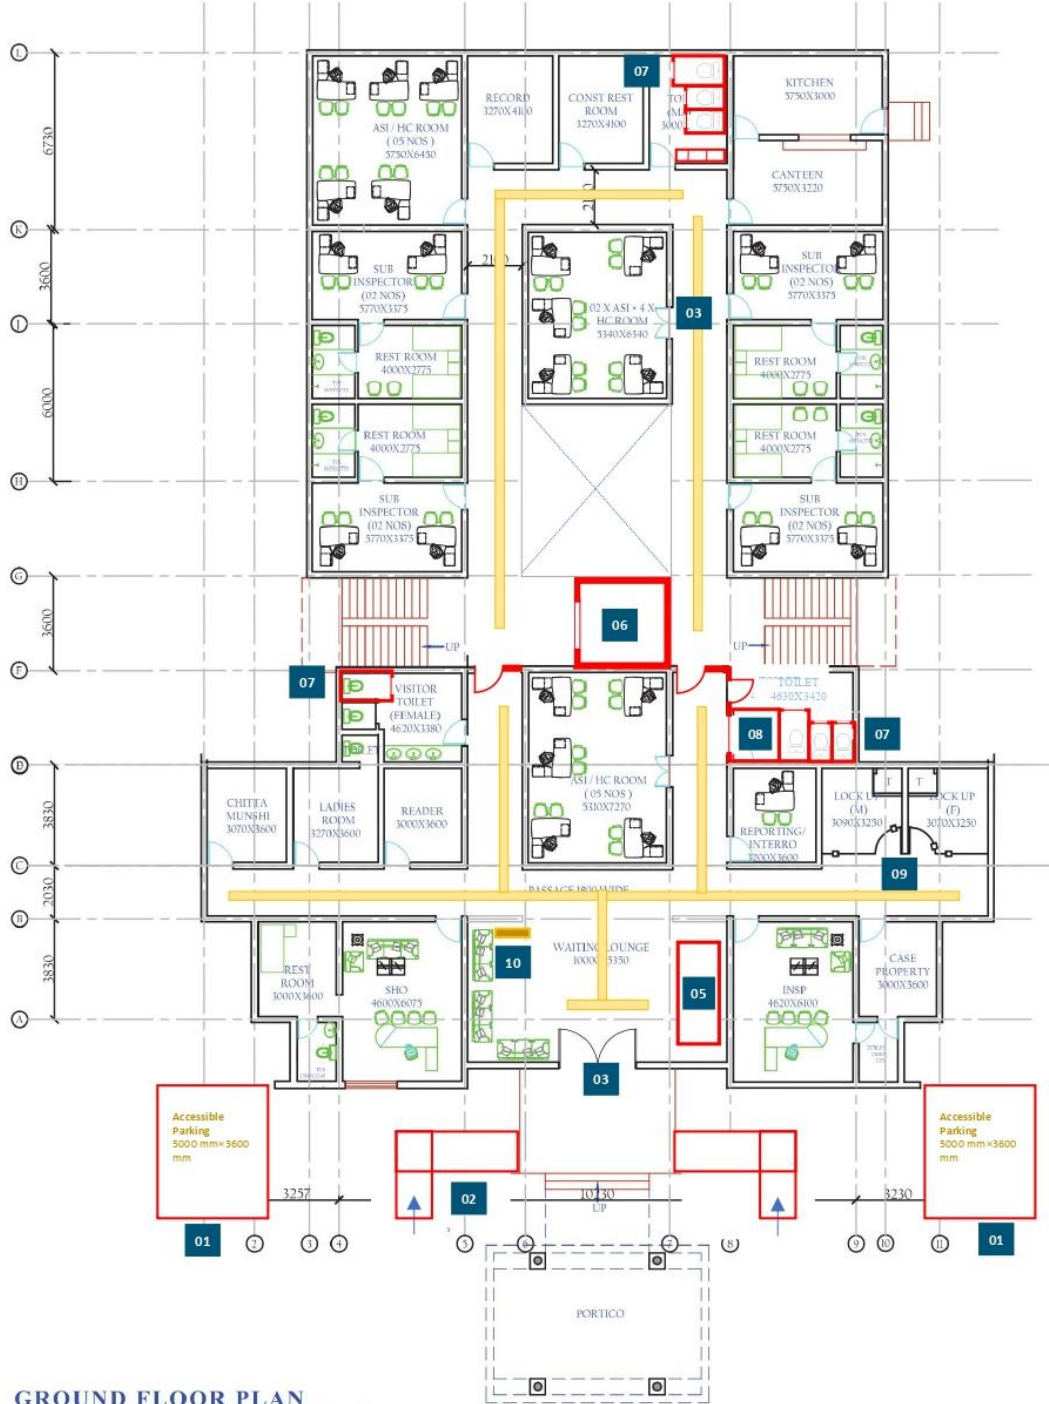 L
07
KITCHEN
5750X3000
RECORD
3270X4100
CONST REST
ROOM
3270X4100
ASI / HC ROOM
( 05 NOS )
5750X6450
6730
CANTEEN
5750X3220
K
2100
3600
SUB
INSPECTOR
(02 NOS)
5770X3375
SUB
INSPECTOR
(02 NOS)
5770X3375
02 X ASI + 4 X
HC ROOM
5340X6340
03
J
REST ROOM
4000X2775
REST ROOM
4000X2775
6000
REST ROOM
4000X2775
REST ROOM
4000X2775
H
SUB
INSPECTOR
(02 NOS)
5770X3375
SUB
INSPECTOR
(02 NOS)
5770X3375
G
3600
06
UP
UP
F
07
VISITOR
TOILET
(FEMALE)
4620X3380
TOILET
4630X3420
08
07
D
ASI / HC ROOM
( 05 NOS )
5310X7270
3830
CHITTA
MUNSHI
3070X3600
LADIES
ROOM
3270X3600
READER
3000X3600
REPORTING/
INTERRO
3200X3600
LOCK UP
(M)
3090X3250
T
T
LOCK UP
(F)
3070X3250
C
09
2030
PASSAGE 1800 WIDE
B
3830
REST
ROOM
3000X3600
SHO
4600X6075
10
WAITING LOUNGE
05
INSP
4620X6100
CASE
PROPERTY
3000X3600
A
03
Accessible
Parking
5000 mm×3600
mm
Accessible
Parking
5000 mm×3600
mm
3257
02
10230
3230
UP
01
01
2
3
4
5
6
7
8
9
10
11
PORTICO
GROUND FLOOR PLAN